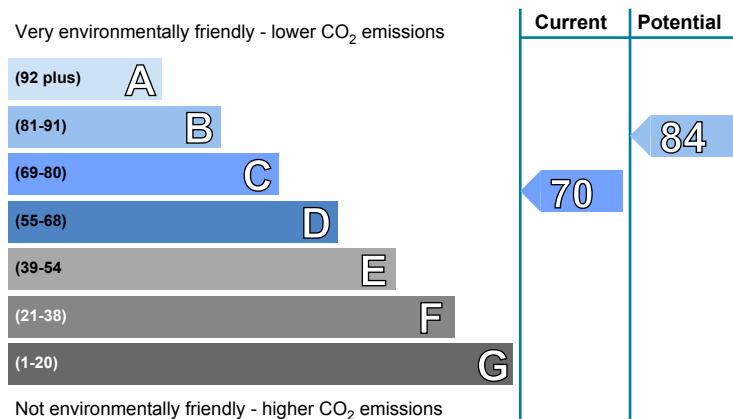 Very environmentally friendly - lower CO2 emissions
Current
Potential
(92 plus) A
(81-91) B
84
(69-80) C
70
(55-68) D
(39-54 E
(21-38) F
(1-20) G
Not environmentally friendly - higher CO2 emissions